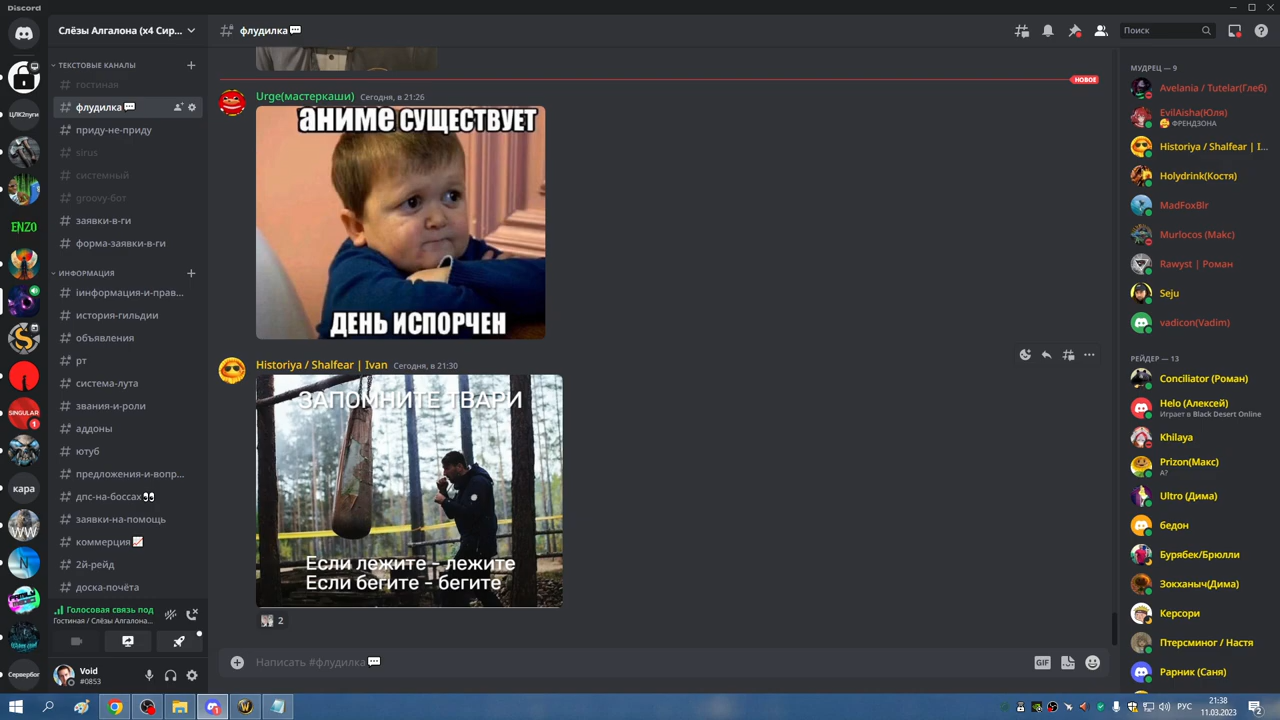 Discord
Слёзы Алгалона (x4 Сир...
флудилка
Поиск
ТЕКСТОВЫЕ КАНАЛЫ
гостиная
флудилка
приду-не-приду
sirus
системный
groovy-бот
заявки-в-ги
форма-заявки-в-ги
ИНФОРМАЦИЯ
іинформация-и-прав...
история-гильдии
объявления
рт
система-лута
звания-и-роли
аддоны
ютуб
предложения-и-вопр...
дпс-на-боссах
заявки-на-помощь
коммерция
2й-рейд
доска-почёта
Голосовая связь под
Гостиная / Слёзы Алгалона...
Void
#0853
ЦЛК2пуги
ENZO
SINGULAR
1
кара
WW
N
Сервербог
НОВОЕ
Urge(мастеркаши) Сегодня, в 21:26
аниме СУЩЕСТВУЕТ
ДЕНЬ ИСПОРЧЕН
Historiya / Shalfear | Ivan Сегодня, в 21:30
ЗАПОМНИТЕ ТВАРИ
Если лежите - лежите
Если бегите - бегите
2
Написать #флудилка
GIF
МУДРЕЦ — 9
Avelania / Tutelar(Глеб)
EvilAisha(Юля)
ФРЕНДЗОНА
Historiya / Shalfear | I...
Holydrink(Костя)
MadFoxBlr
Murlocos (Макс)
Rawyst | Роман
Seju
vadicon(Vadim)
РЕЙДЕР — 13
Conciliator (Роман)
Helo (Алексей)
Играет в Black Desert Online
Khilaya
Prizon(Макс)
А?
Ultro (Дима)
бедон
Бурябек/Брюлли
Зокханыч(Дима)
Керсори
Птерсминог / Настя
Рарник (Саня)
РУС
21:38
11.03.2023
2